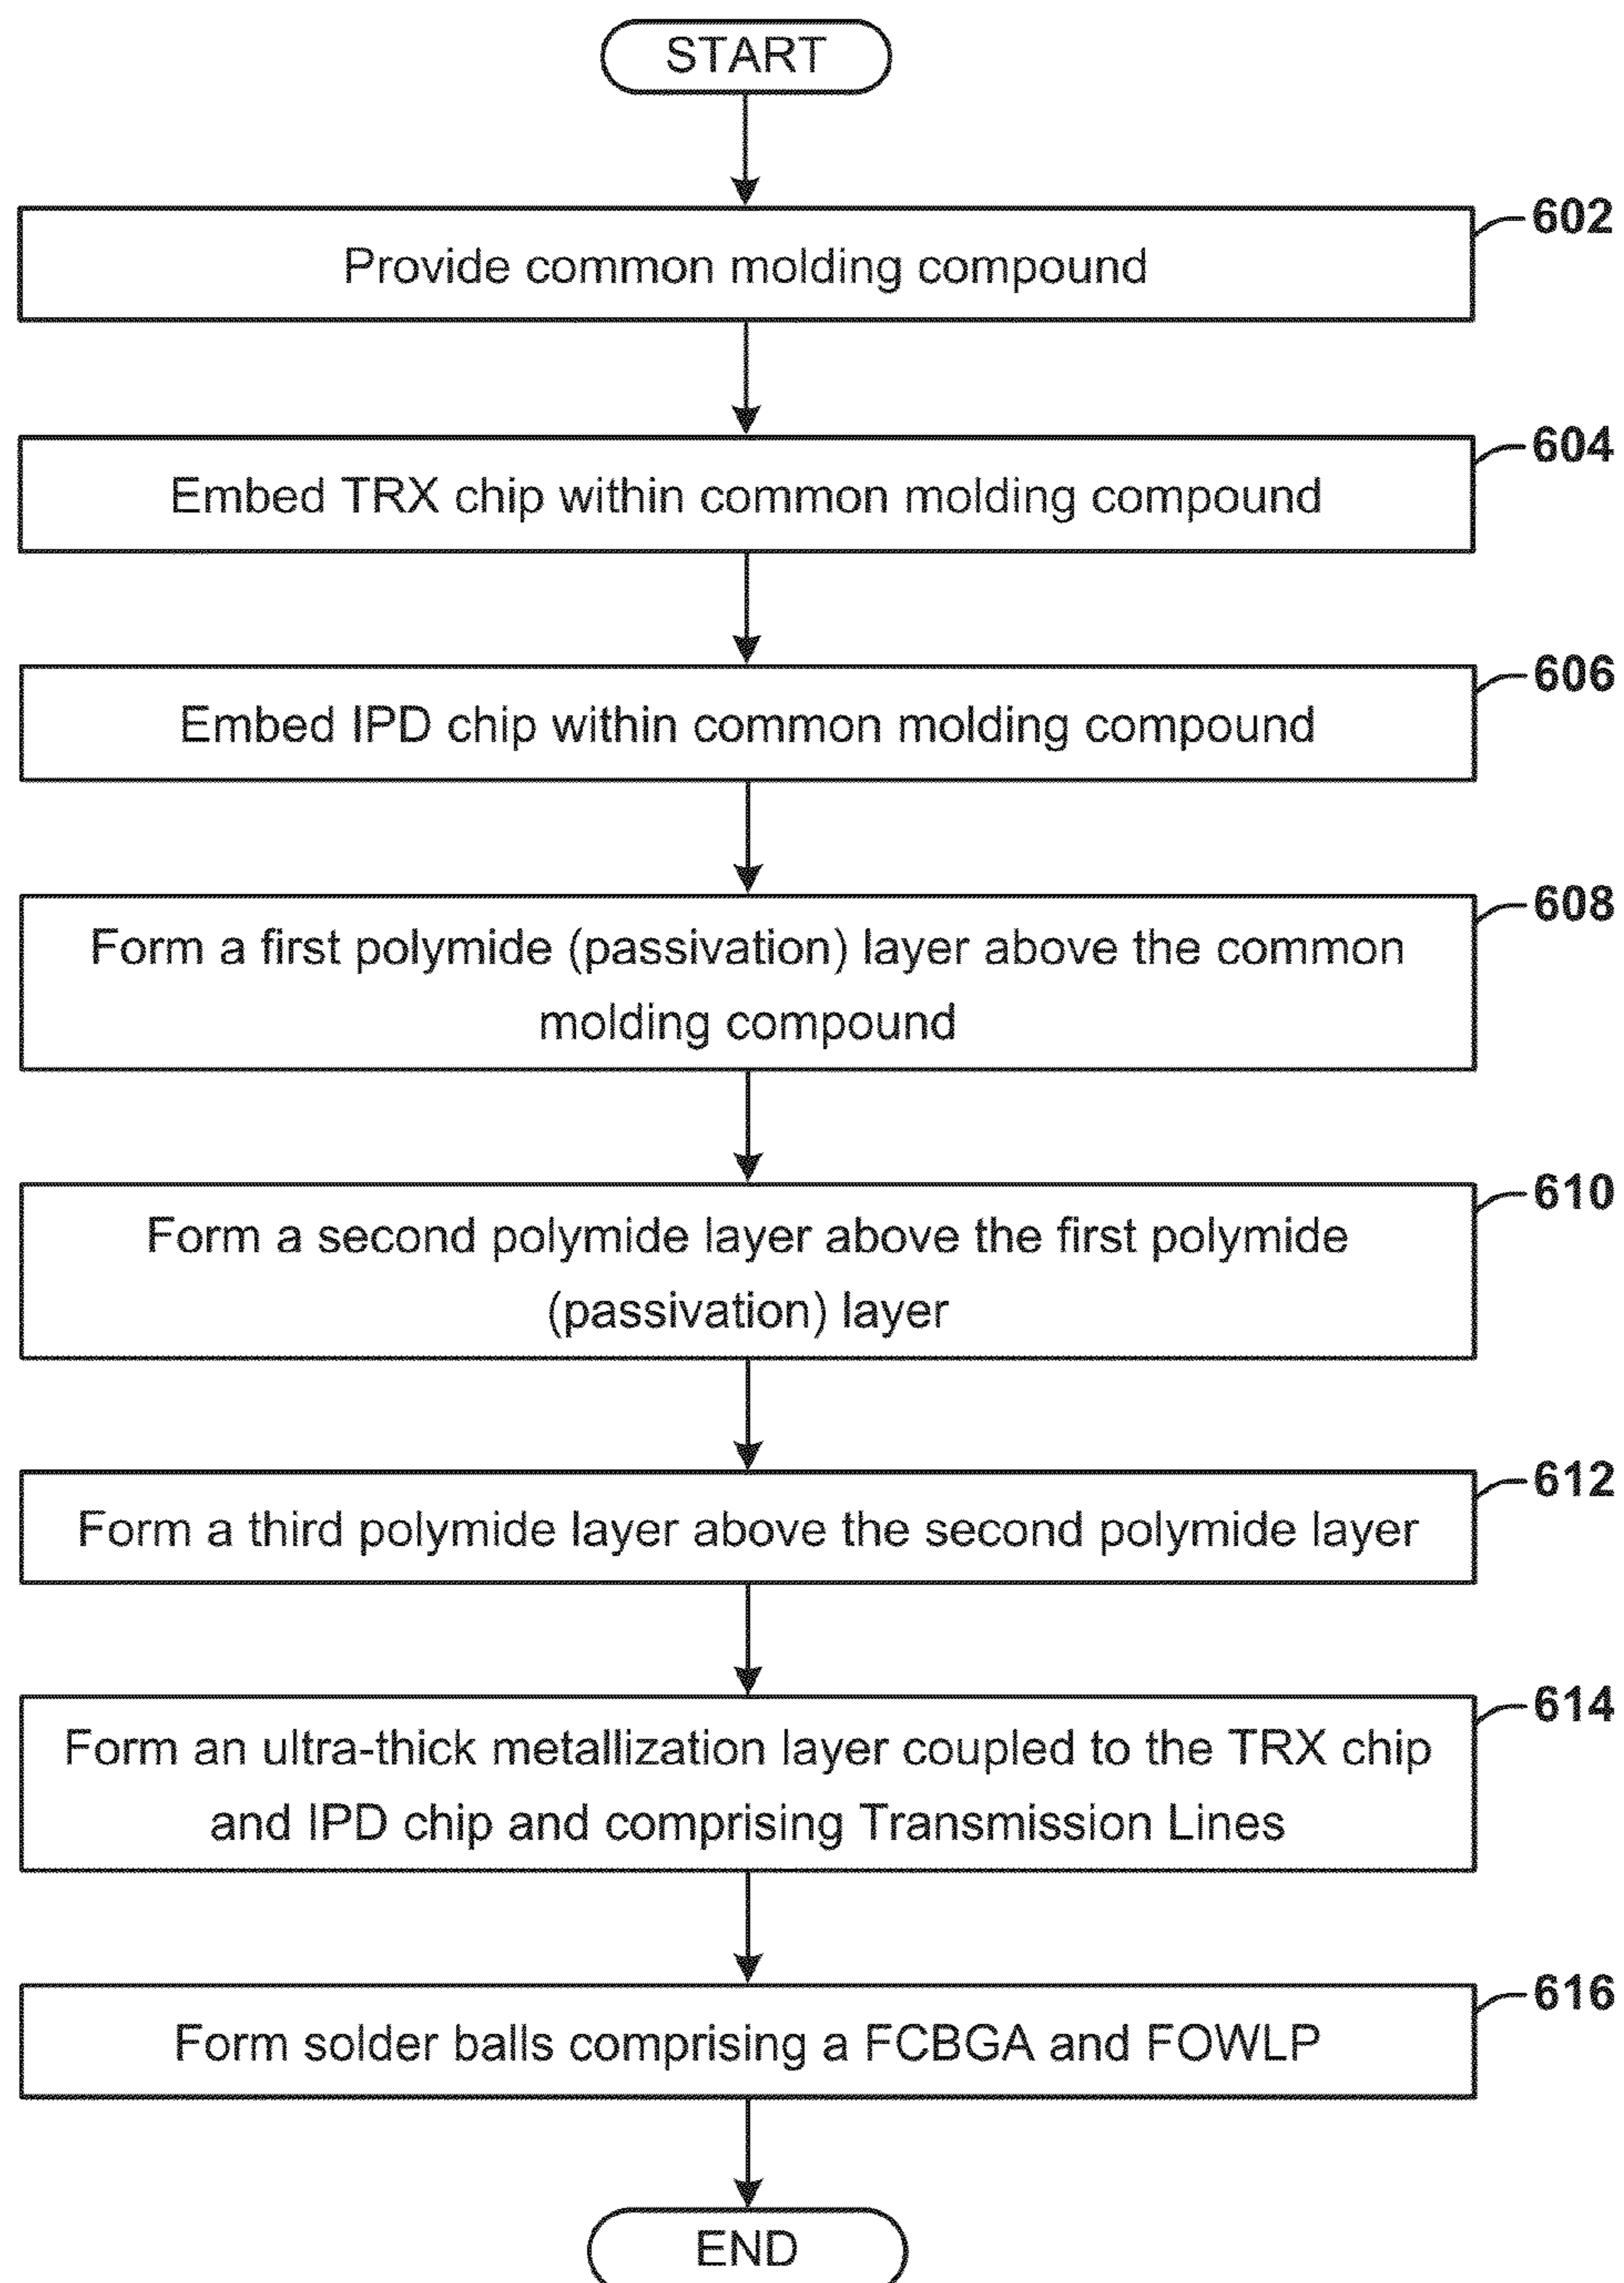 START
602
Provide common molding compound
604
Embed TRX chip within common molding compound
606
Embed IPD chip within common molding compound
608
Form a first polymide (passivation) layer above the common
molding compound
610
Form a second polymide layer above the first polymide
(passivation) layer
612
Form a third polymide layer above the second polymide layer
614
Form an ultra-thick metallization layer coupled to the TRX chip
and IPD chip and comprising Transmission Lines
616
Form solder balls comprising a FCBGA and FOWLP
END